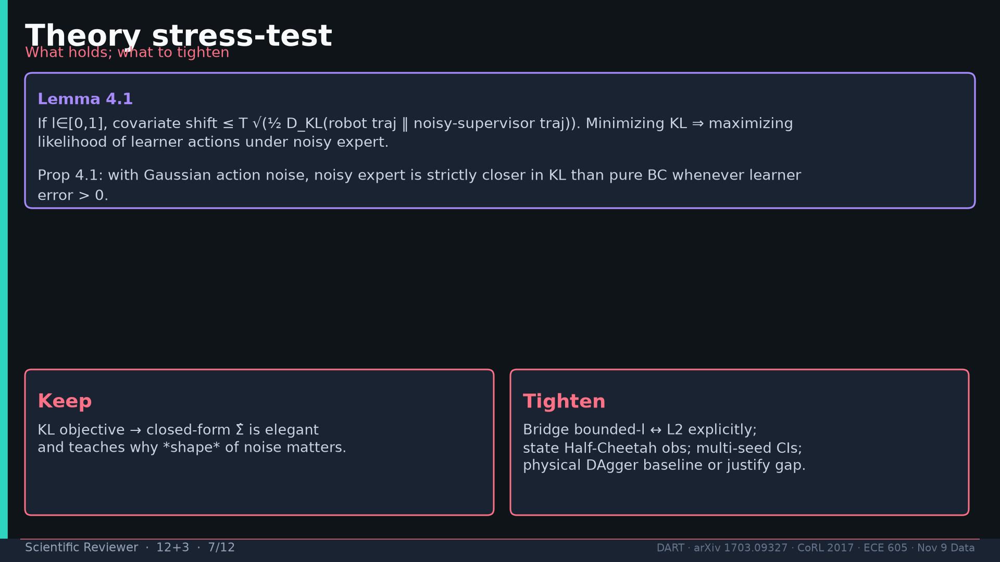 Theory stress-test
What holds; what to tighten
Lemma 4.1
If l∈[0,1], covariate shift ≤ T √(½ D_KL(robot traj ‖ noisy-supervisor traj)). Minimizing KL ⇒ maximizing
likelihood of learner actions under noisy expert.
Prop 4.1: with Gaussian action noise, noisy expert is strictly closer in KL than pure BC whenever learner
error > 0.
Keep
KL objective → closed-form Σ̂ is elegant
and teaches why *shape* of noise matters.
Tighten
Bridge bounded-l ↔ L2 explicitly;
state Half-Cheetah obs; multi-seed CIs;
physical DAgger baseline or justify gap.
Scientific Reviewer · 12+3 · 7/12
DART · arXiv 1703.09327 · CoRL 2017 · ECE 605 · Nov 9 Data